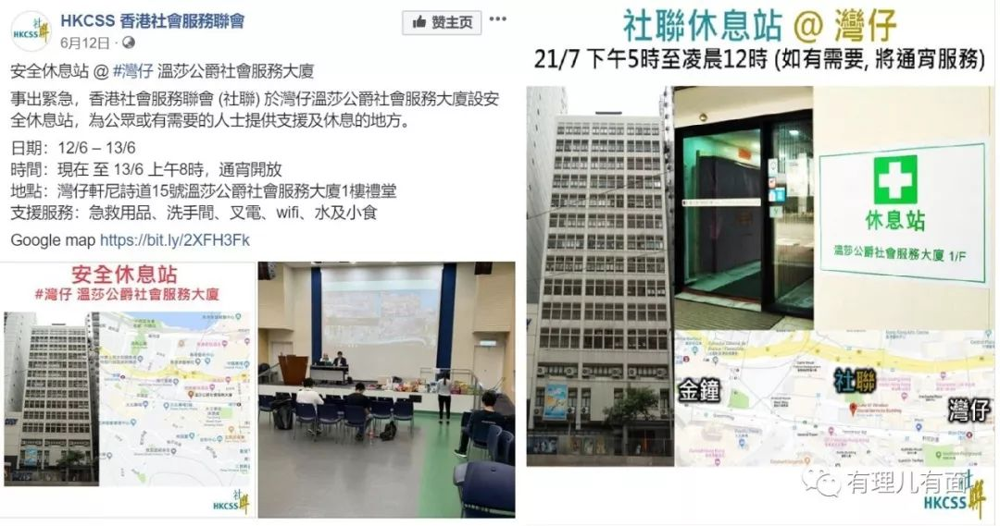 HKCSS 香港社會服務聯會
6月12日
赞主页
安全休息站 @ #灣仔 溫莎公爵社會服務大廈
事出緊急，香港社會服務聯會 (社聯) 於灣仔溫莎公爵社會服務大廈設安
全休息站，為公眾或有需要的人士提供支援及休息的地方。
日期：12/6 – 13/6
時間：現在 至 13/6 上午8時，通宵開放
地點：灣仔軒尼詩道15號溫莎公爵社會服務大廈1樓禮堂
支援服務：急救用品、洗手間、叉電、wifi、水及小食
Google map https://bit.ly/2XFH3Fk
安全休息站
#灣仔 溫莎公爵社會服務大廈
HKCSS 社聯
社聯休息站 @ 灣仔
21/7 下午5時至凌晨12時 (如有需要, 將通宵服務)
休息站
溫莎公爵社會服務大廈 1/F
金鐘
社聯
灣仔
有理儿有面
HKCSS 社聯